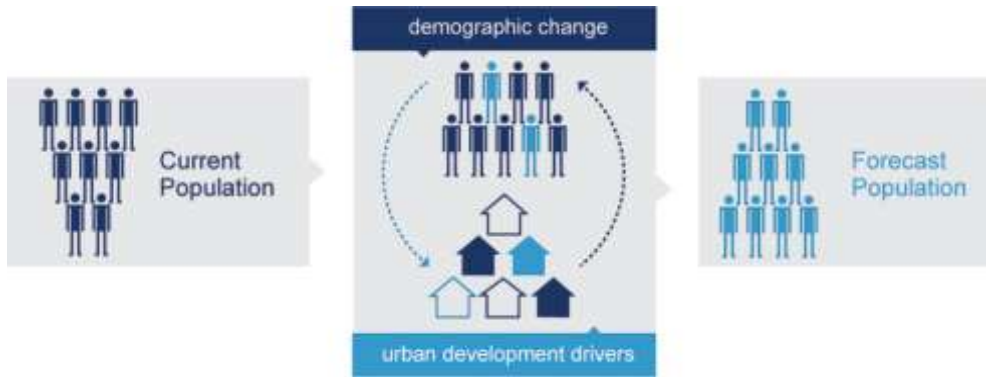 demographic change
Current
Population
Forecast
Population
urban development drivers